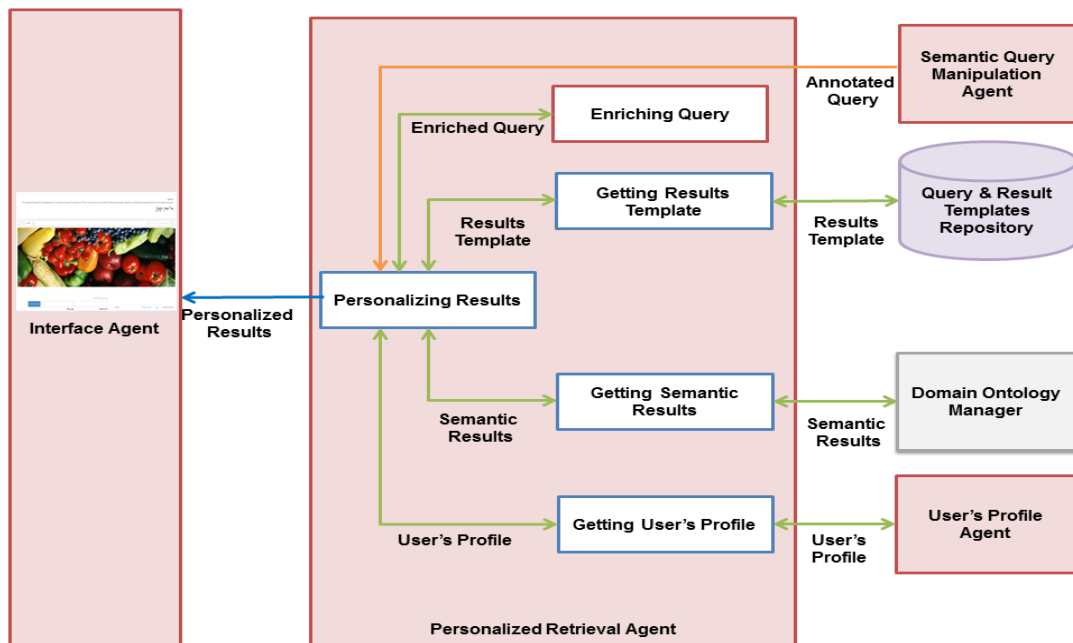 Semantic Query
Manipulation
Agent
Annotated
Query
Enriching Query
Enriched Query
Getting Results
Template
Results
Template
Results
Template
Query & Result
Templates
Repository
Personalizing Results
Personalized
Results
Interface Agent
Getting Semantic
Results
Semantic
Results
Semantic
Results
Domain Ontology
Manager
Getting User's Profile
User's Profile
User's
Profile
User's Profile
Agent
Personalized Retrieval Agent